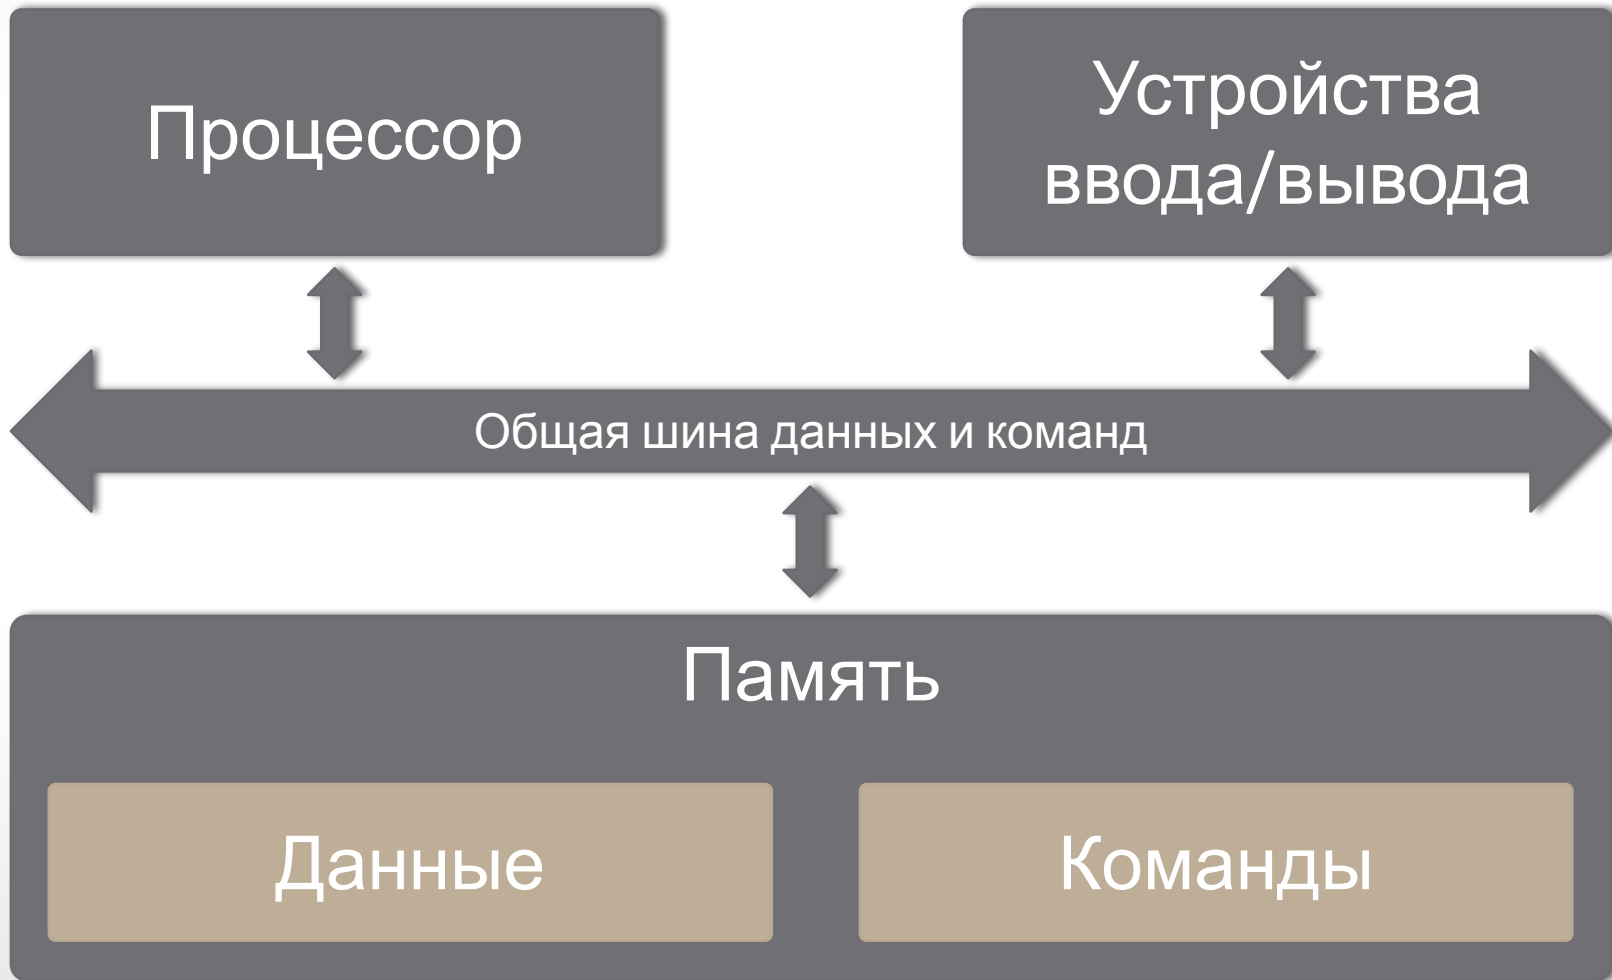 Процессор
Устройства
ввода/вывода
Общая шина данных и команд
Память
Данные
Команды